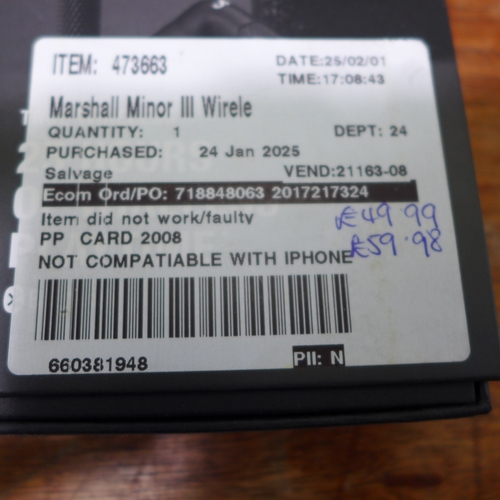 ITEM: 473663
DATE:25/02/01
TIME:17:08:43
Marshall Minor III Wirele
QUANTITY: 1
DEPT: 24
PURCHASED: 24 Jan 2025
Salvage
VEND:21163-08
Ecom Ord/PO: 718848063 2017217324
Item did not work/faulty
£49.99
PP CARD 2008
£59.98
NOT COMPATIABLE WITH IPHONE
660381948
PII: N